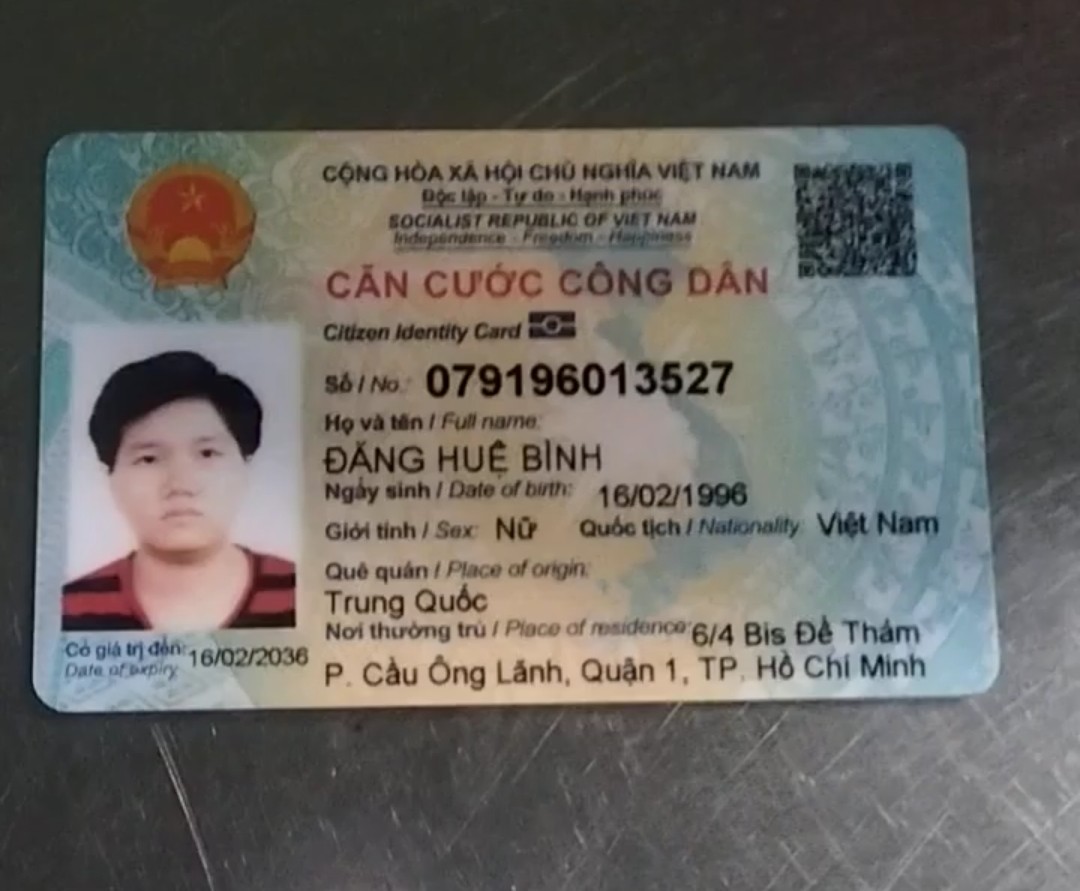 CỘNG HÒA XÃ HỘI CHỦ NGHĨA VIỆT NAM
Độc lập - Tự do - Hạnh phúc
SOCIALIST REPUBLIC OF VIET NAM
Independence - Freedom - Happiness
CĂN CƯỚC CÔNG DÂN
Citizen Identity Card
Số / No.: 079196013527
Họ và tên / Full name:
ĐẶNG HUỆ BÌNH
Ngày sinh / Date of birth: 16/02/1996
Giới tính / Sex: Nữ Quốc tịch / Nationality: Việt Nam
Quê quán / Place of origin:
Trung Quốc
Nơi thường trú / Place of residence: 6/4 Bis Đề Thám
P. Cầu Ông Lãnh, Quận 1, TP. Hồ Chí Minh
Có giá trị đến: 16/02/2036
Date of expiry